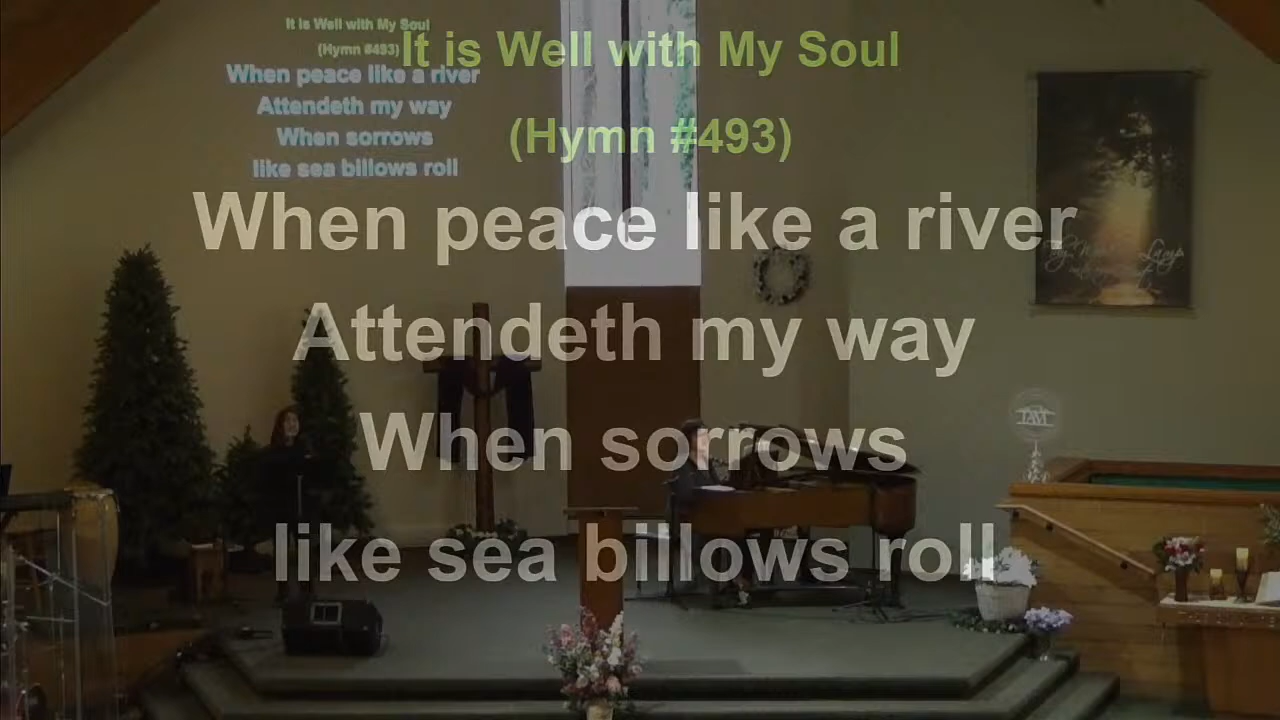 It is Well with My Soul
(Hymn #493)
When peace like a river
Attendeth my way
When sorrows
like sea billows roll
It is Well with My Soul
(Hymn #493)
When peace like a river
Attendeth my way
When sorrows
like sea billows roll
Lamp